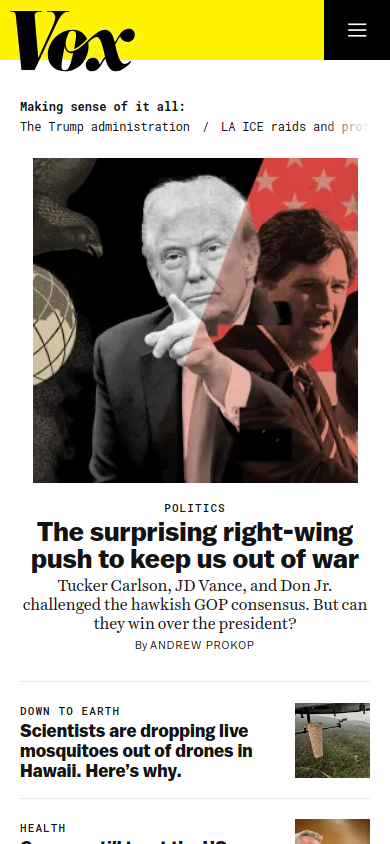 Vox
Making sense of it all:
The Trump administration / LA ICE raids and
POLITICS
The surprising right-wing
push to keep us out of war
Tucker Carlson, JD Vance, and Don Jr.
challenged the hawkish GOP consensus. But can
they win over the president?
By ANDREW PROKOP
DOWN TO EARTH
Scientists are dropping live
mosquitoes out of drones in
Hawaii. Here’s why.
HEALTH